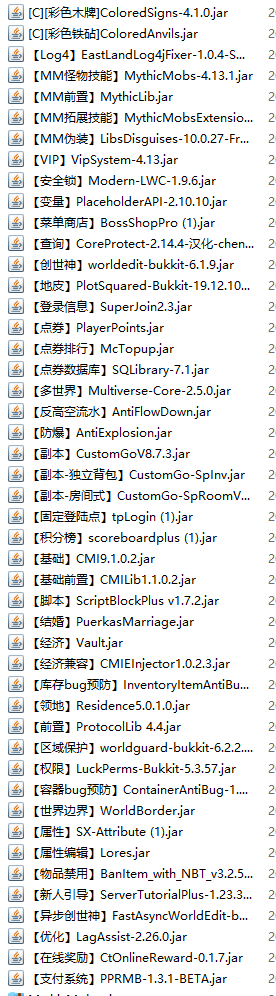 [C][彩色木牌]ColoredSigns-4.1.0.jar
[C][彩色铁砧]ColoredAnvils.jar
【Log4】EastLandLog4jFixer-1.0.4-S...
【MM怪物技能】MythicMobs-4.13.1.jar
【MM前置】MythicLib.jar
【MM拓展技能】MythicMobsExtensio...
【MM伪装】LibsDisguises-10.0.27-Fr...
【VIP】VipSystem-4.13.jar
【安全锁】Modern-LWC-1.9.6.jar
【变量】PlaceholderAPI-2.10.10.jar
【菜单商店】BossShopPro (1).jar
【查询】CoreProtect-2.14.4-汉化-chen...
【创世神】worldedit-bukkit-6.1.9.jar
【地皮】PlotSquared-Bukkit-19.12.10...
【登录信息】SuperJoin2.3.jar
【点券】PlayerPoints.jar
【点券排行】McTopup.jar
【点券数据库】SQLibrary-7.1.jar
【多世界】Multiverse-Core-2.5.0.jar
【反高空流水】AntiFlowDown.jar
【防爆】AntiExplosion.jar
【副本】CustomGoV8.7.3.jar
【副本-独立背包】CustomGo-SpInv.jar
【副本-房间式】CustomGo-SpRoomV...
【固定登陆点】tpLogin (1).jar
【积分榜】scoreboardplus (1).jar
【基础】CMI9.1.0.2.jar
【基础前置】CMILib1.1.0.2.jar
【脚本】ScriptBlockPlus v1.7.2.jar
【结婚】PuerkasMarriage.jar
【经济】Vault.jar
【经济兼容】CMIEInjector1.0.2.3.jar
【库存bug预防】InventoryItemAntiBu...
【领地】Residence5.0.1.0.jar
【前置】ProtocolLib 4.4.jar
【区域保护】worldguard-bukkit-6.2.2....
【权限】LuckPerms-Bukkit-5.3.57.jar
【容器bug预防】ContainerAntiBug-1....
【世界边界】WorldBorder.jar
【属性】SX-Attribute (1).jar
【属性编辑】Lores.jar
【物品禁用】BanItem_with_NBT_v3.2.5...
【新人引导】ServerTutorialPlus-1.23.3...
【异步创世神】FastAsyncWorldEdit-b...
【优化】LagAssist-2.26.0.jar
【在线奖励】CtOnlineReward-0.1.7.jar
【支付系统】PPRMB-1.3.1-BETA.jar